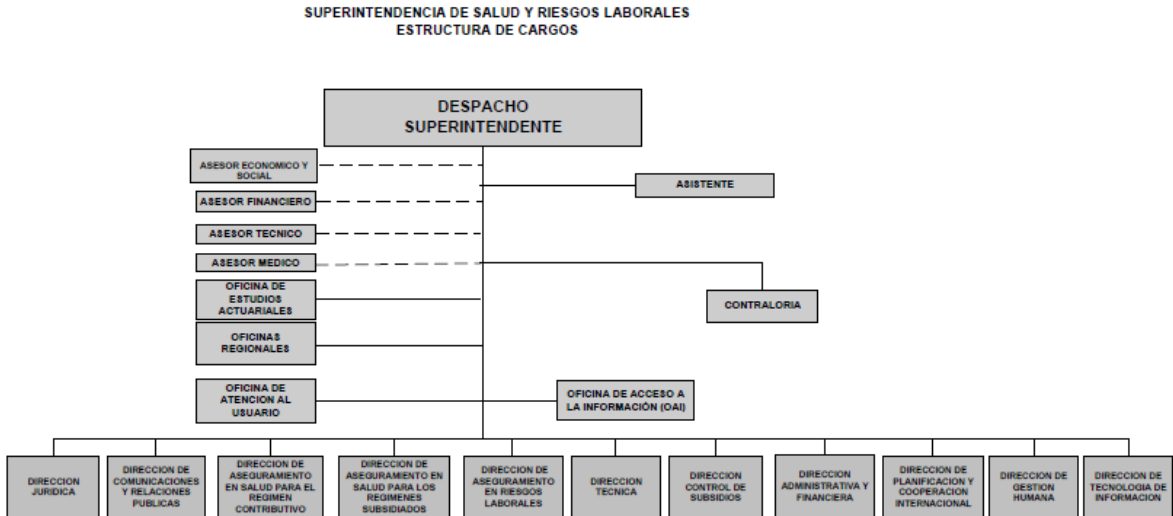 SUPERINTENDENCIA DE SALUD Y RIESGOS LABORALES
ESTRUCTURA DE CARGOS
DESPACHO
SUPERINTENDENTE
ASESOR ECONOMICO Y
SOCIAL
ASISTENTE
ASESOR FINANCIERO
ASESOR TECNICO
ASESOR MEDICO
OFICINA DE
ESTUDIOS
ACTUARIALES
CONTRALORIA
OFICINAS
REGIONALES
OFICINA DE
ATENCION AL
USUARIO
OFICINA DE ACCESO A
LA INFORMACIÓN (OAI)
DIRECCION
JURIDICA
DIRECCION DE
COMUNICACIONES
Y RELACIONES
PUBLICAS
DIRECCION DE
ASEGURAMIENTO
EN SALUD PARA EL
REGIMEN
CONTRIBUTIVO
DIRECCION DE
ASEGURAMIENTO EN
SALUD PARA LOS
REGIMENES
SUBSIDIADOS
DIRECCION DE
ASEGURAMIENTO
EN RIESGOS
LABORALES
DIRECCION
TECNICA
DIRECCION
CONTROL DE
SUBSIDIOS
DIRECCION
ADMINISTRATIVA Y
FINANCIERA
DIRECCION DE
PLANIFICACION Y
COOPERACION
INTERNACIONAL
DIRECCION DE
GESTION
HUMANA
DIRECCION DE
TECNOLOGIA DE
INFORMACION